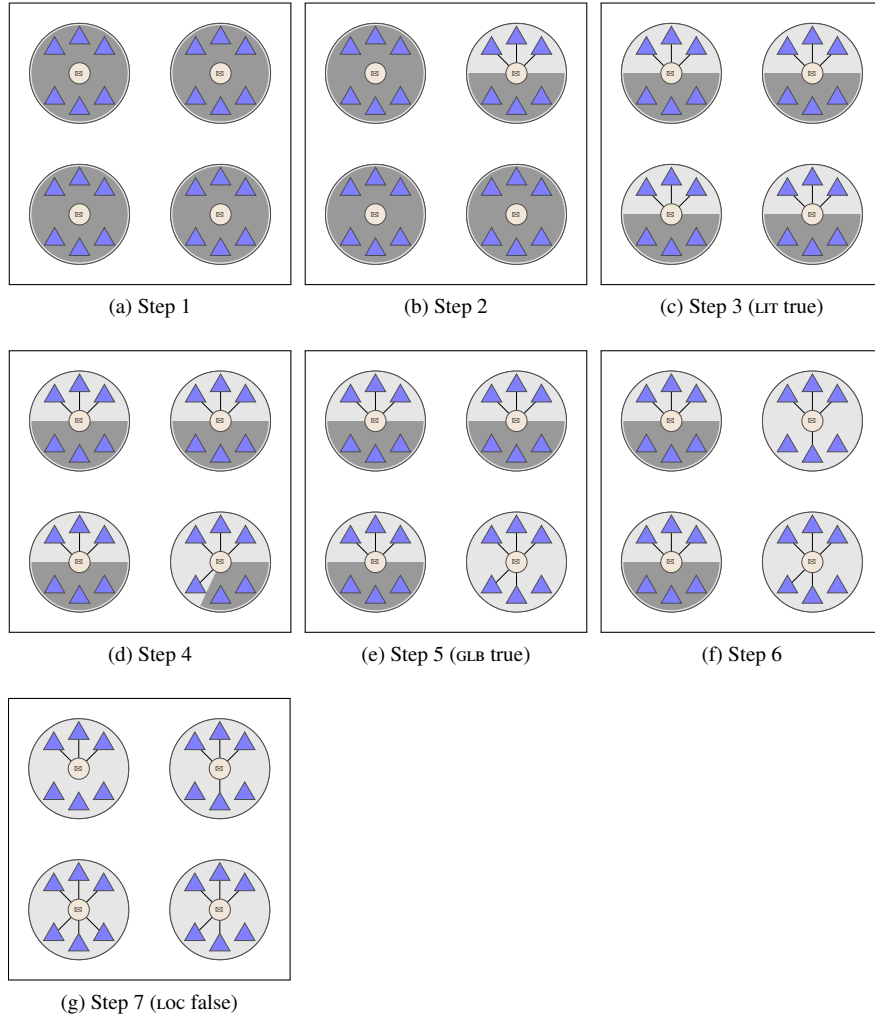 (a) Step 1
(b) Step 2
(c) Step 3 (LIT true)
(d) Step 4
(e) Step 5 (GLB true)
(f) Step 6
(g) Step 7 (LOC false)